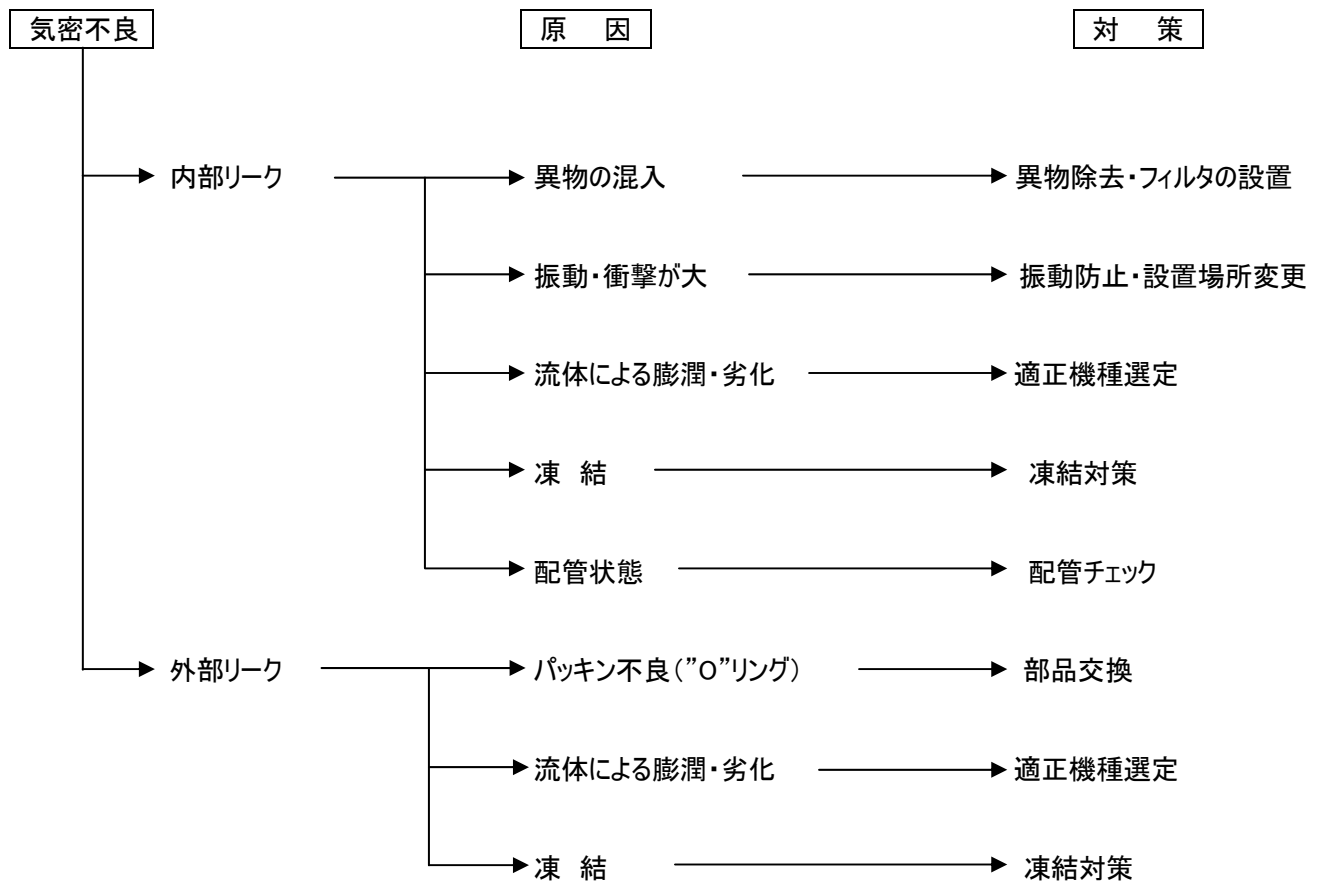 気密不良 原 因 対 策
内部リーク 異物の混入 異物除去・フィルタの設置
振動・衝撃が大 振動防止・設置場所変更
流体による膨潤・劣化 適正機種選定
凍 結 凍結対策
配管状態 配管チェック
外部リーク パッキン不良(”O”リング) 部品交換
流体による膨潤・劣化 適正機種選定
凍 結 凍結対策